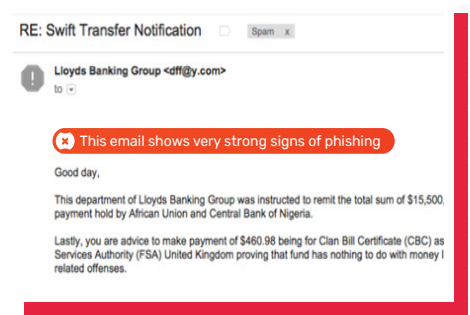 RE: Swift Transfer Notification
Spam x
Lloyds Banking Group <dff@y.com>
to
This email shows very strong signs of phishing
Good day,
This department of Lloyds Banking Group was instructed to remit the total sum of $15,500,
payment hold by African Union and Central Bank of Nigeria.
Lastly, you are advice to make payment of $460.98 being for Clan Bill Certificate (CBC) as
Services Authority (FSA) United Kingdom proving that fund has nothing to do with money l
related offenses.